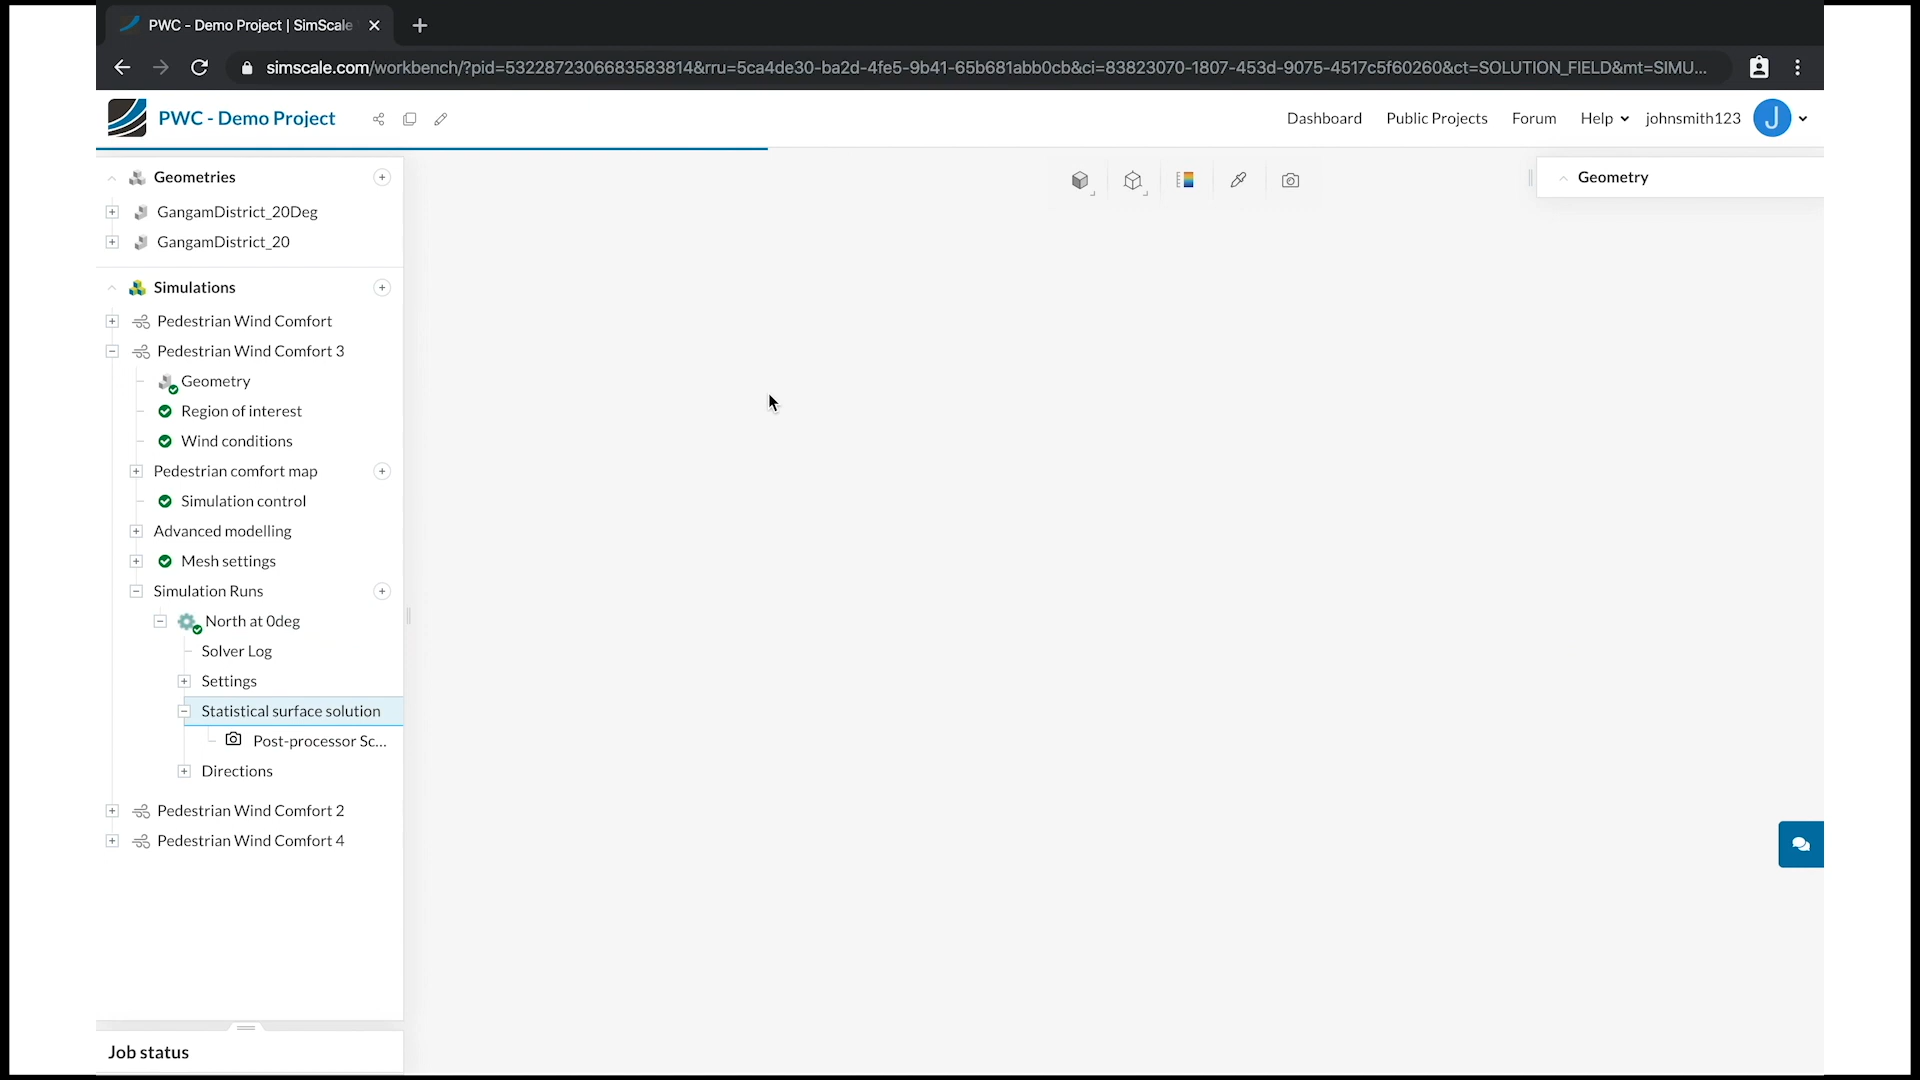 PWC - Demo Project | SimScale
simscale.com/workbench/?pid=5322872306683583814&rru=5ca4de30-ba2d-4fe5-9b41-65b681abb0cb&ci=83823070-1807-453d-9075-4517c5f60260&ct=SOLUTION_FIELD&mt=SIMU...
PWC - Demo Project
Dashboard Public Projects Forum Help johnsmith123 J
Geometries
Geometry
GangamDistrict_20Deg
GangamDistrict_20
Simulations
Pedestrian Wind Comfort
Pedestrian Wind Comfort 3
Geometry
Region of interest
Wind conditions
Pedestrian comfort map
Simulation control
Advanced modelling
Mesh settings
Simulation Runs
North at 0deg
Solver Log
Settings
Statistical surface solution
Post-processor Sc...
Directions
Pedestrian Wind Comfort 2
Pedestrian Wind Comfort 4
Job status